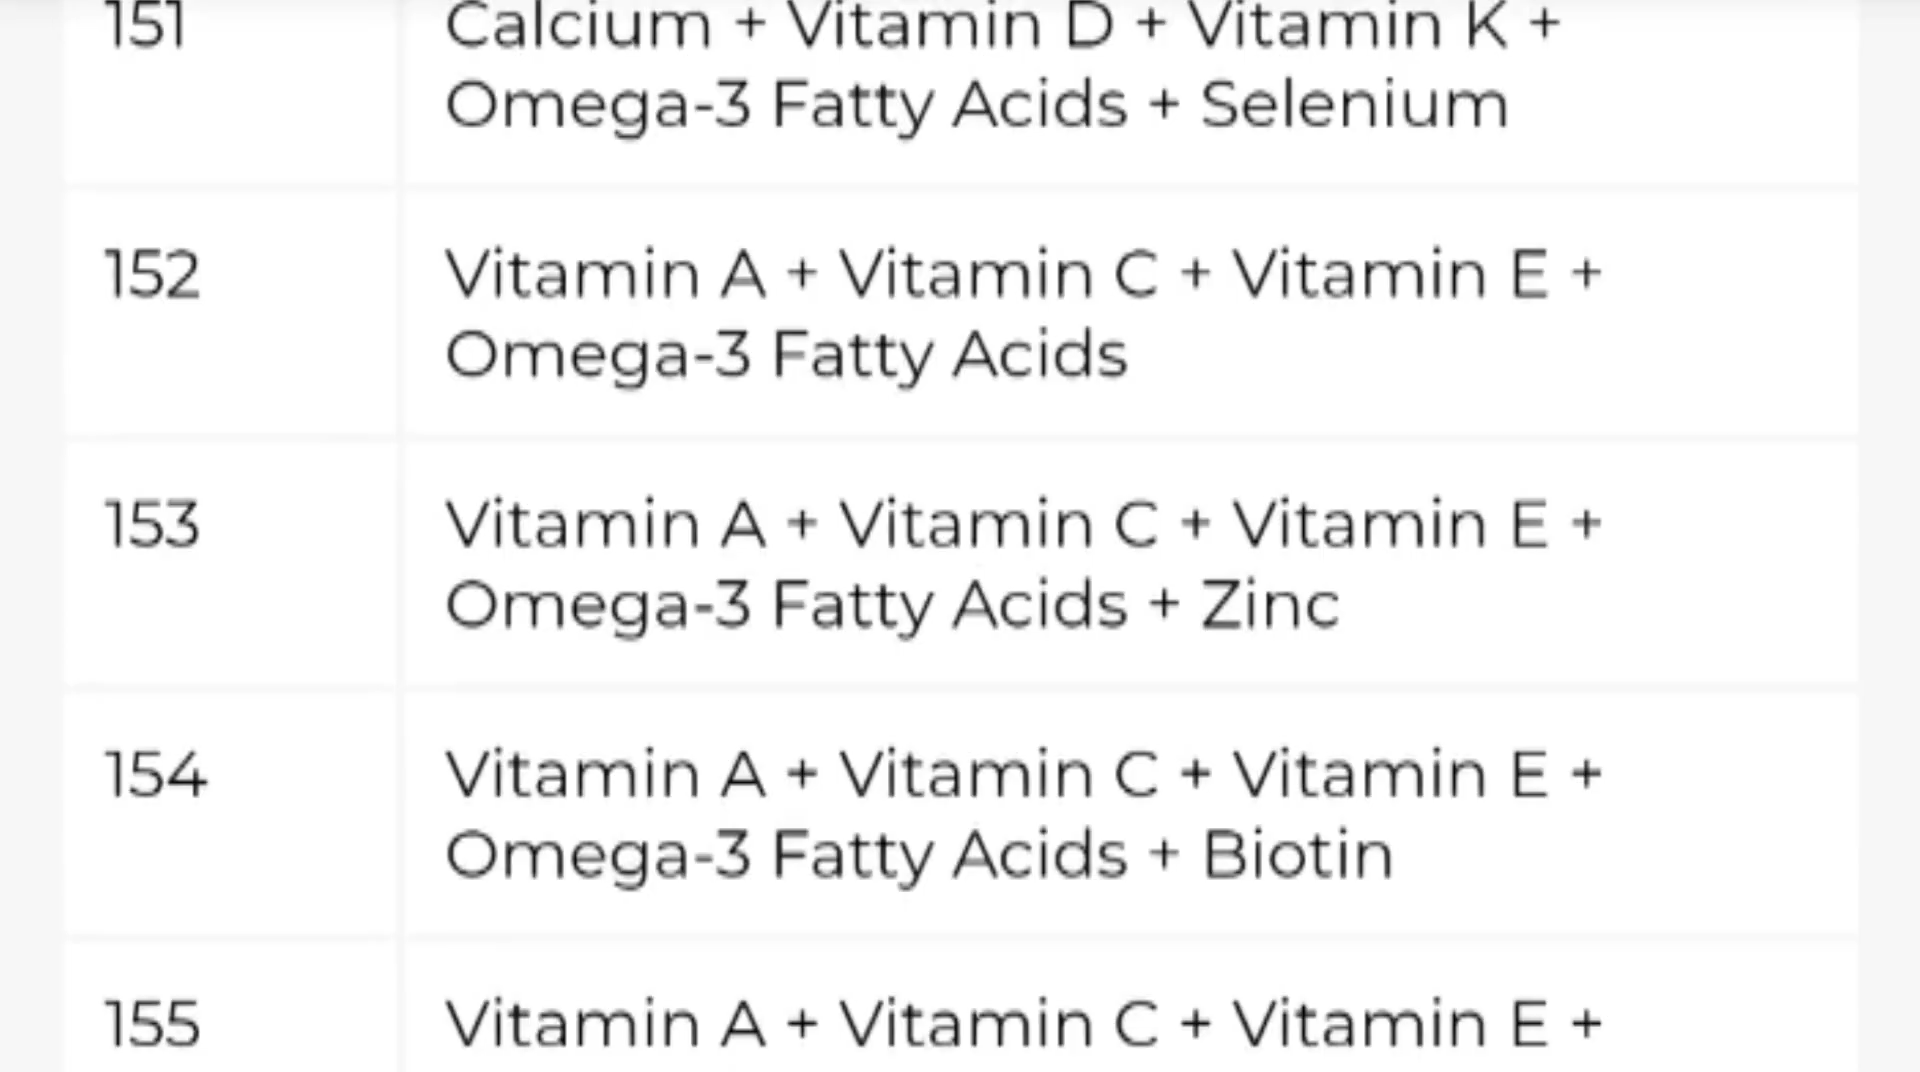 151
Calcium + Vitamin D + Vitamin K +
Omega-3 Fatty Acids + Selenium
152
Vitamin A + Vitamin C + Vitamin E +
Omega-3 Fatty Acids
153
Vitamin A + Vitamin C + Vitamin E +
Omega-3 Fatty Acids + Zinc
154
Vitamin A + Vitamin C + Vitamin E +
Omega-3 Fatty Acids + Biotin
155
Vitamin A + Vitamin C + Vitamin E +